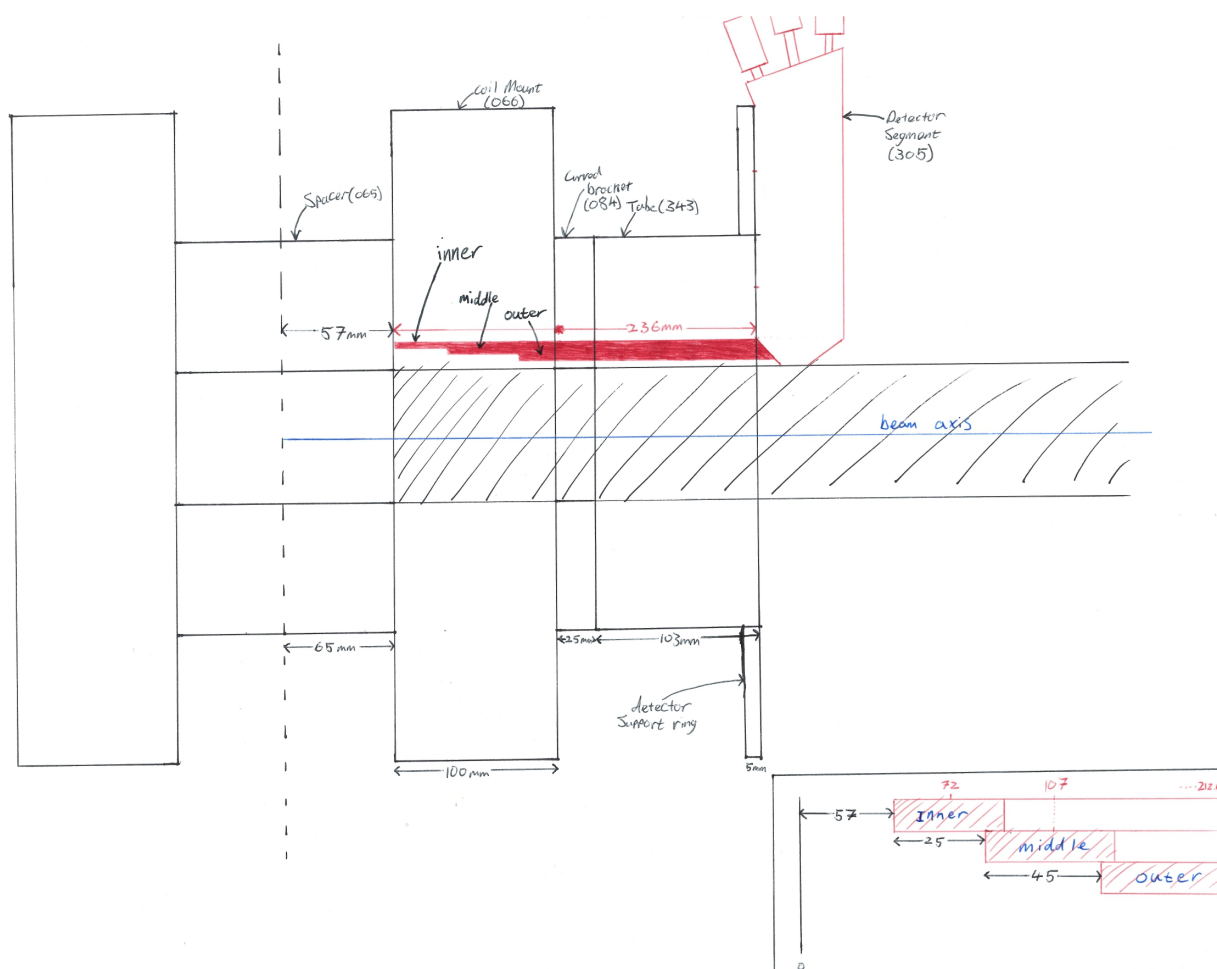 Coil Mount
(066)
Detector
Segment
(305)
Curved
bracket
(084)
Tube(343)
Spacer(065)
inner
middle
outer
57mm
236mm
beam axis
65mm
25mm
103mm
detector
Support ring
100mm
5mm
72
107
57
Inner
25
middle
45
outer